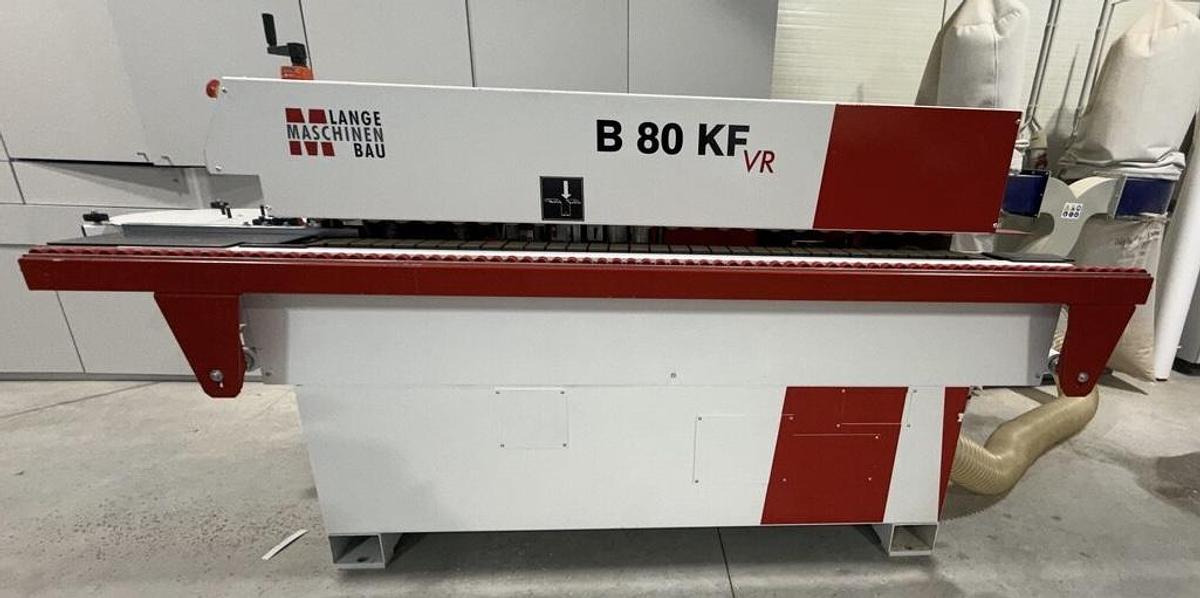 LANGE
MASCHINEN
BAU
B 80 KF
VR